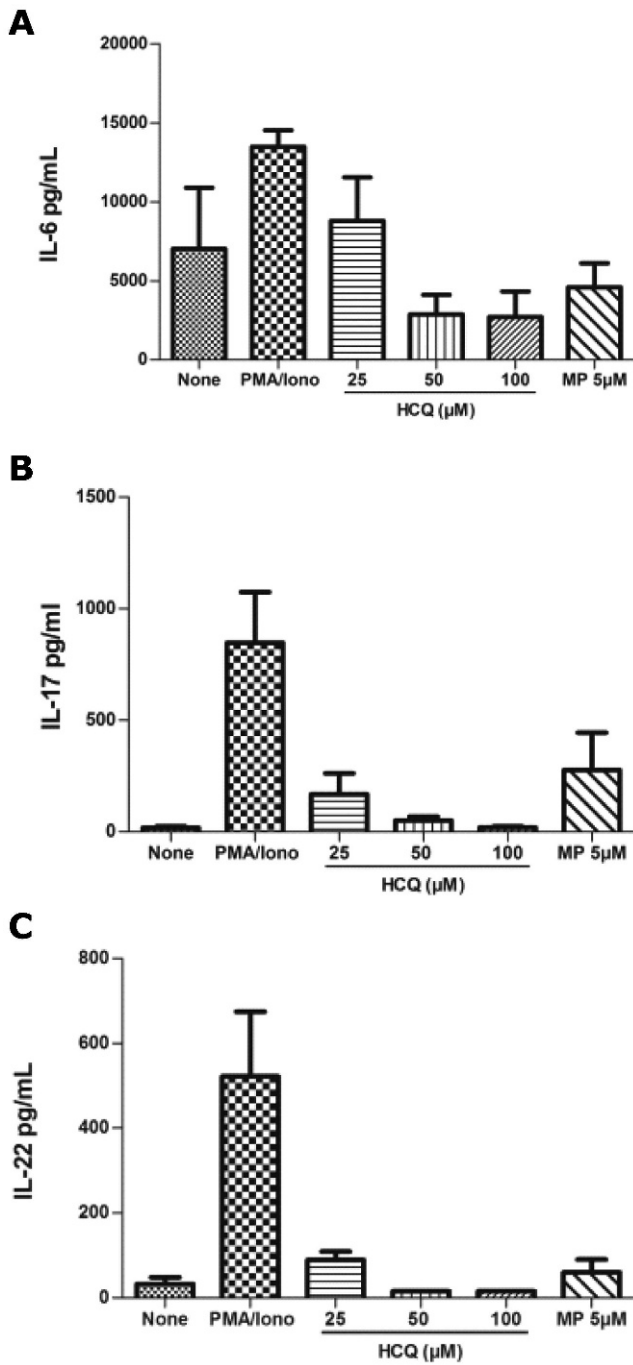 A
IL-6 pg/mL
20000
15000
10000
5000
0
None PMA/Iono 25 50 100 MP 5µM
HCQ (µM)
B
IL-17 pg/ml
1500
1000
500
0
None PMA/Iono 25 50 100 MP 5µM
HCQ (µM)
C
IL-22 pg/mL
800
600
400
200
0
None PMA/Iono 25 50 100 MP 5µM
HCQ (µM)